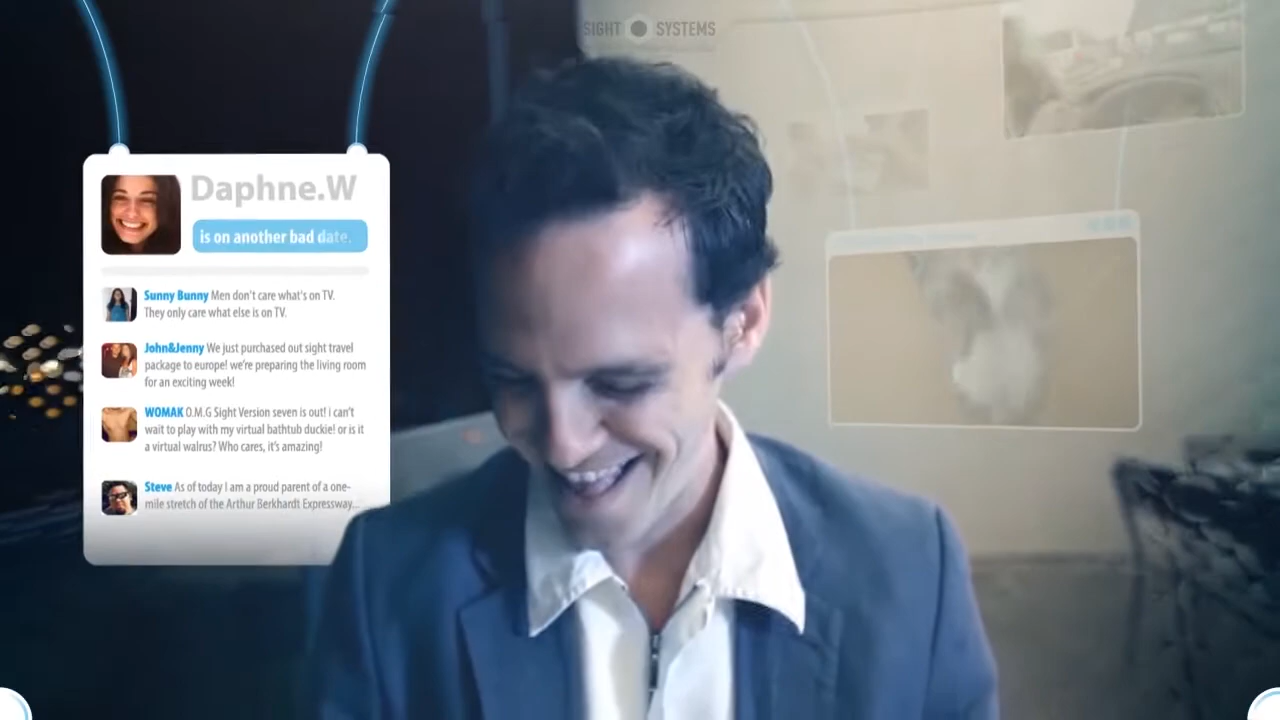 SIGHT SYSTEMS
Daphne.W
is on another bad date.
Sunny Bunny Men don't care what's on TV.
They only care what else is on TV.
John&Jenny We just purchased out sight travel
package to europe! we're preparing the living room
for an exciting week!
WOMAK O.M.G Sight Version seven is out! i can't
wait to play with my virtual bathtub duckie! or is it
a virtual walrus? Who cares, it's amazing!
Steve As of today I am a proud parent of a one-
mile stretch of the Arthur Berkhardt Expressway...